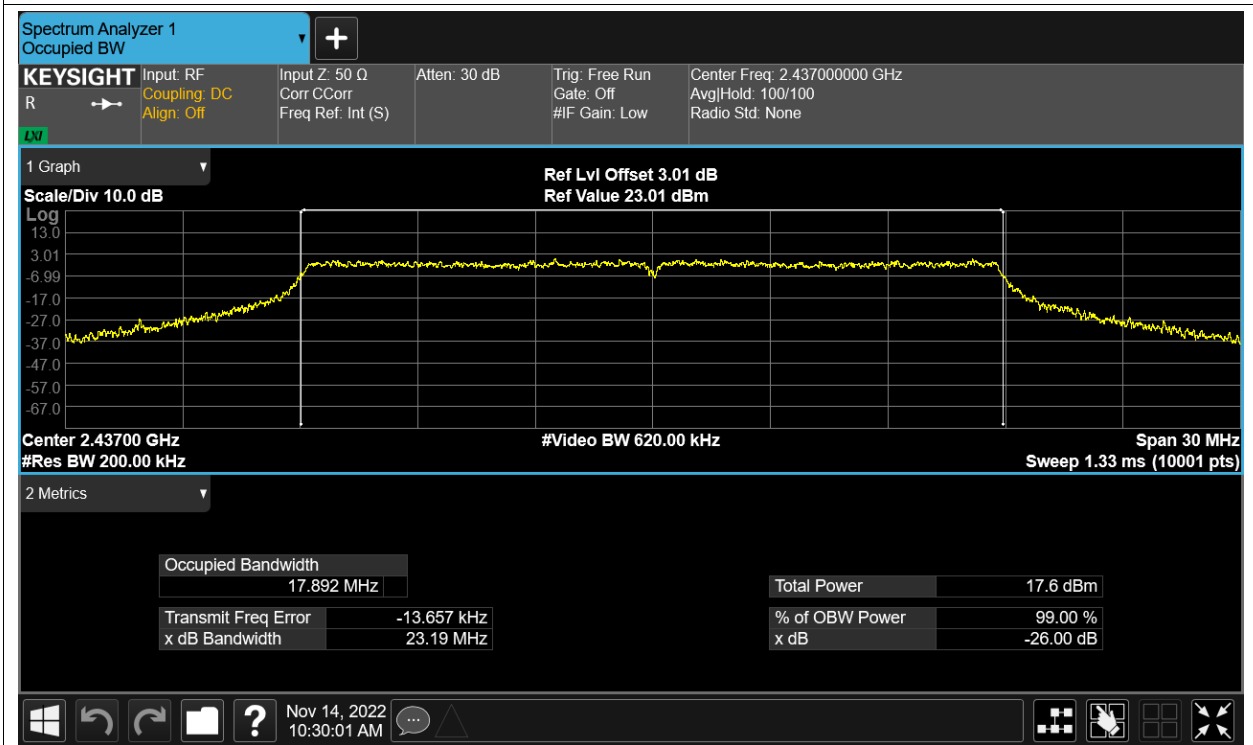 Spectrum Analyzer 1
Occupied BW
KEYSIGHT
R
LXI
Input: RF
Coupling: DC
Align: Off
Input Z: 50 Ω
Corr CCorr
Freq Ref: Int (S)
Atten: 30 dB
Trig: Free Run
Gate: Off
#IF Gain: Low
Center Freq: 2.437000000 GHz
Avg|Hold: 100/100
Radio Std: None
1 Graph
Scale/Div 10.0 dB
Ref Lvl Offset 3.01 dB
Ref Value 23.01 dBm
Log
13.0
3.01
-6.99
-17.0
-27.0
-37.0
-47.0
-57.0
-67.0
Center 2.43700 GHz
#Video BW 620.00 kHz
Span 30 MHz
#Res BW 200.00 kHz
Sweep 1.33 ms (10001 pts)
2 Metrics
Occupied Bandwidth
17.892 MHz
Total Power 17.6 dBm
Transmit Freq Error -13.657 kHz
% of OBW Power 99.00 %
x dB Bandwidth 23.19 MHz
x dB -26.00 dB
?
Nov 14, 2022
10:30:01 AM